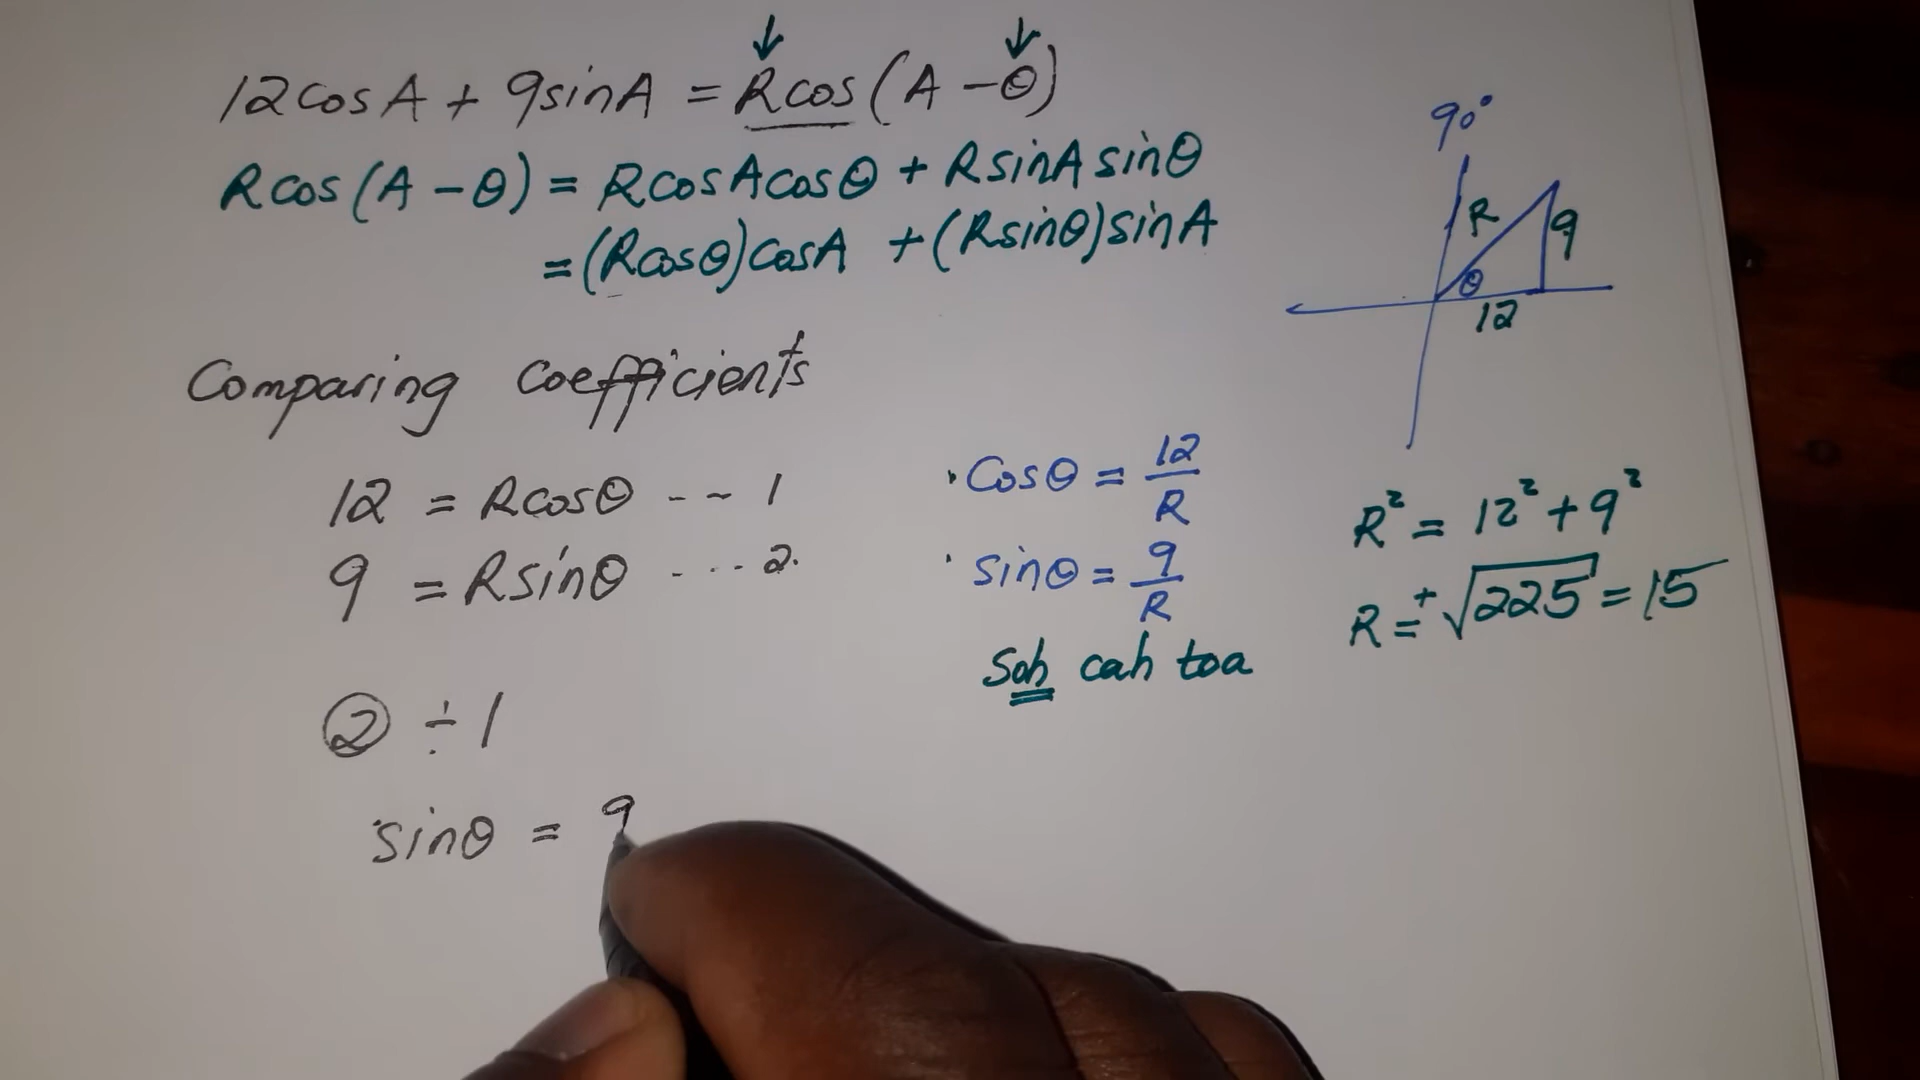 12cosA + 9sinA = Rcos(A - θ)
Rcos(A - θ) = RcosAcosθ + RsinAsinθ
= (Rcosθ)cosA + (Rsinθ)sinA
Comparing coefficients
12 = Rcosθ -- 1
9 = Rsinθ ... 2.
② ÷ 1
sinθ = 9
90°
R
9
θ
12
· Cosθ = 12/R
· sinθ = 9/R
Soh cah toa
R² = 12² + 9²
R = +√225 = 15